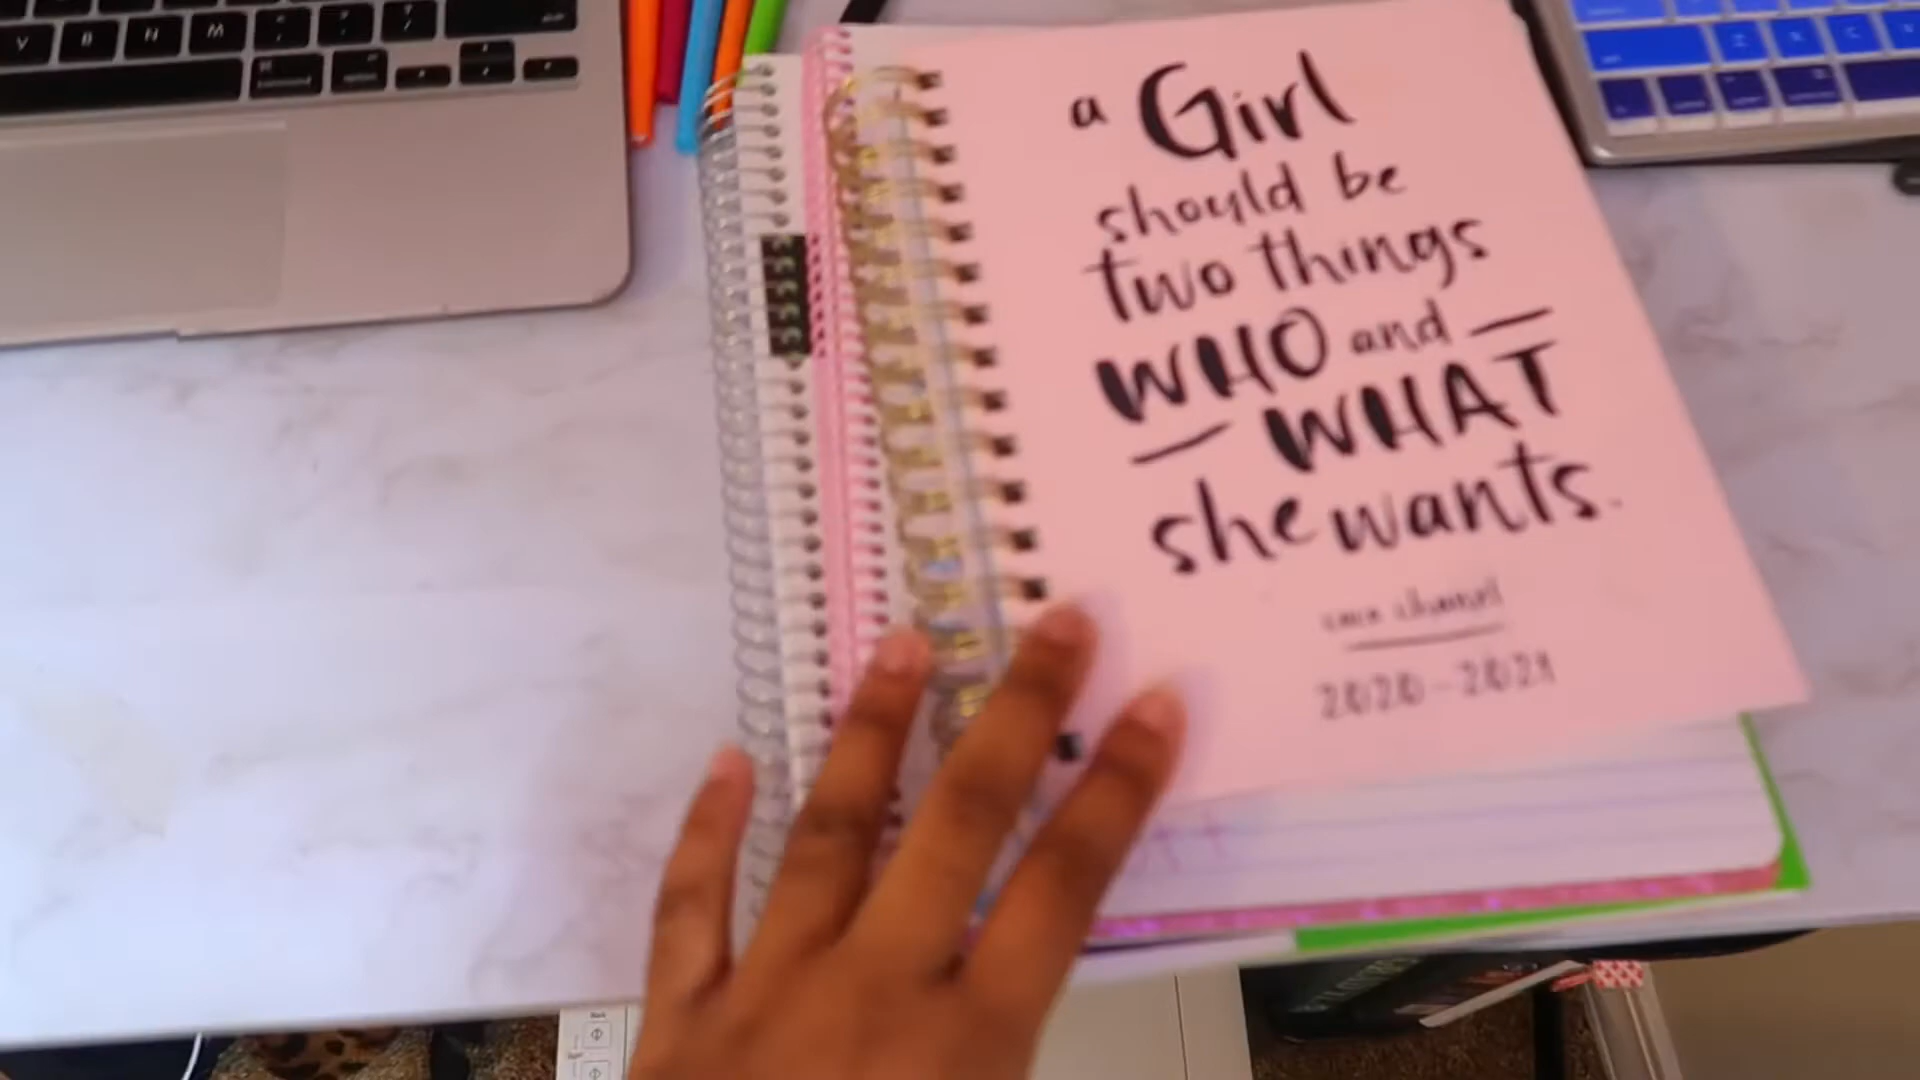 a Girl
should be
two things
WHO and
WHAT
she wants.
coco chanel
2020-2021